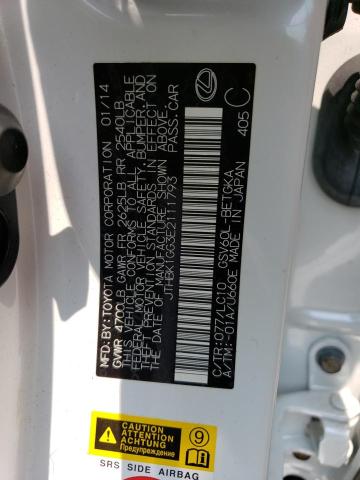 MFD. BY: TOYOTA MOTOR CORPORATION 01/14
GVWR 4700LB GAWR FR 2625LB RR 2540LB
THIS VEHICLE CONFORMS TO ALL APPLICABLE
FEDERAL MOTOR VEHICLE SAFETY, BUMPER, AND
THEFT PREVENTION STANDARDS IN EFFECT ON
THE DATE OF MANUFACTURE SHOWN ABOVE.
PASS. CAR
C/TR: 077/LC10 GSV60L-BETGKA
A/TM: -01A/U660E MADE IN JAPAN
405 C
CAUTION
ATTENTION
ACHTUNG
Предупреждение
9
SRS SIDE AIRBAG